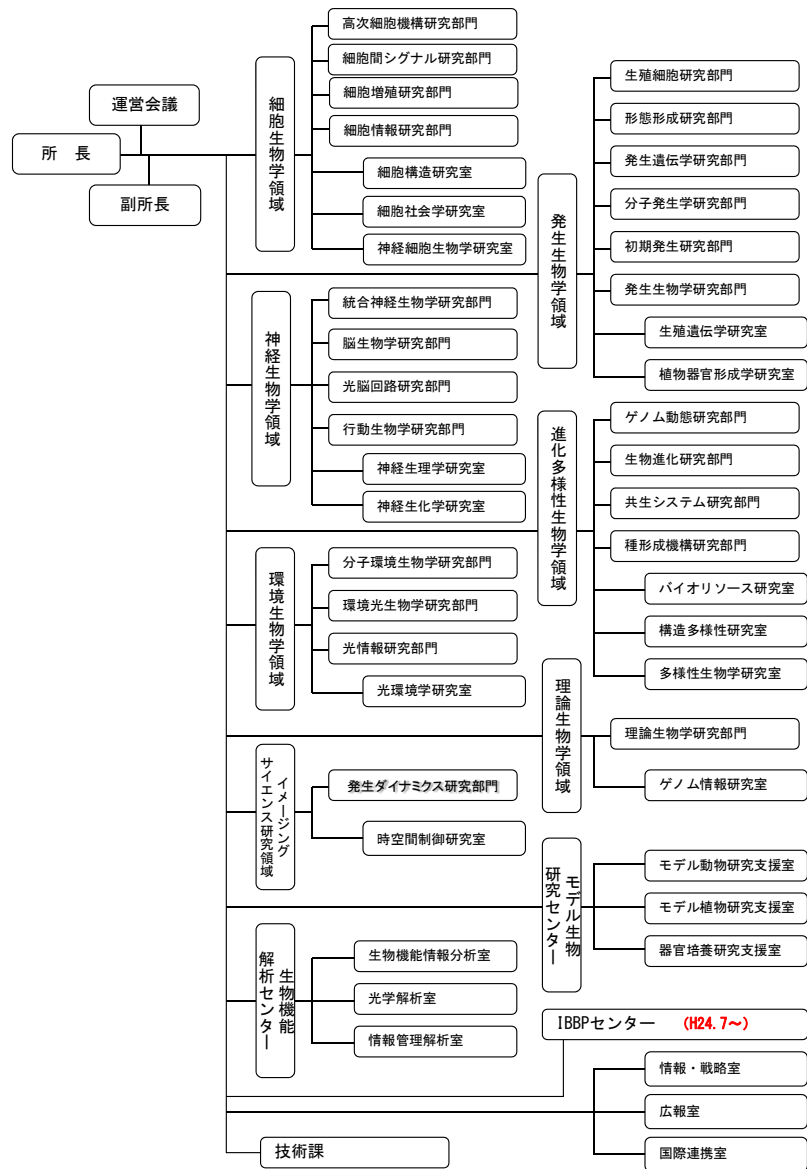 所　長
運営会議
副所長
細胞生物学領域
高次細胞機構研究部門
細胞間シグナル研究部門
細胞増殖研究部門
細胞情報研究部門
細胞構造研究室
細胞社会学研究室
神経細胞生物学研究室
発生生物学領域
生殖細胞研究部門
形態形成研究部門
発生遺伝学研究部門
分子発生学研究部門
初期発生研究部門
発生生物学研究部門
生殖遺伝学研究室
植物器官形成学研究室
神経生物学領域
統合神経生物学研究部門
脳生物学研究部門
光脳回路研究部門
行動生物学研究部門
神経生理学研究室
神経生化学研究室
進化多様性生物学領域
ゲノム動態研究部門
生物進化研究部門
共生システム研究部門
種形成機構研究部門
バイオリソース研究室
構造多様性研究室
多様性生物学研究室
環境生物学領域
分子環境生物学研究部門
環境光生物学研究部門
光情報研究部門
光環境学研究室
理論生物学領域
理論生物学研究部門
ゲノム情報研究室
イメージング
サイエンス研究領域
発生ダイナミクス研究部門
時空間制御研究室
モデル生物
研究センター
モデル動物研究支援室
モデル植物研究支援室
器官培養研究支援室
生物機能
解析センター
生物機能情報分析室
光学解析室
情報管理解析室
IBBPセンター　(H24.7～)
情報・戦略室
広報室
国際連携室
技術課